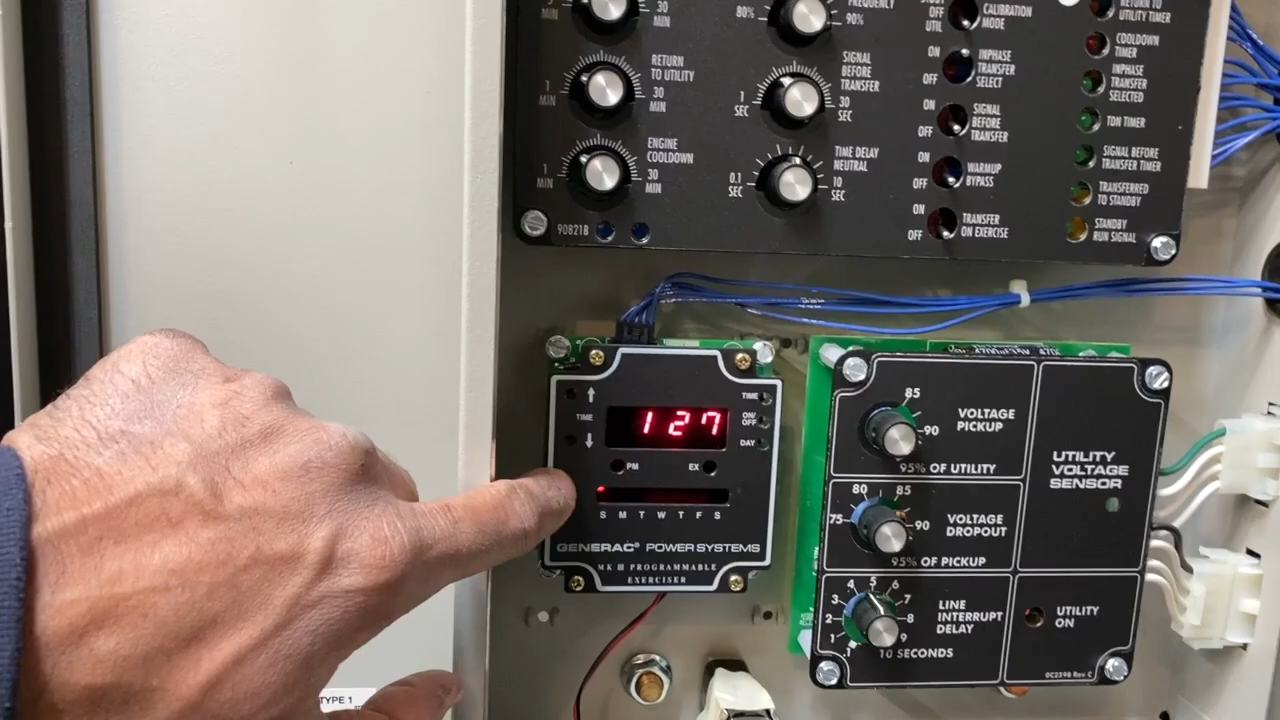 30
MIN
80%
FREQUENCY
90%
OFF
UTIL
CALIBRATION
MODE
RETURN TO
UTILITY TIMER
1
MIN
RETURN
TO UTILITY
30
MIN
1
SEC
SIGNAL
BEFORE
TRANSFER
30
SEC
ON
OFF
INPHASE
TRANSFER
SELECT
COOLDOWN
TIMER
INPHASE
TRANSFER
SELECTED
ON
OFF
SIGNAL
BEFORE
TRANSFER
TDN TIMER
1
MIN
ENGINE
COOLDOWN
30
MIN
0.1
SEC
TIME DELAY
NEUTRAL
10
SEC
ON
OFF
WARMUP
BYPASS
SIGNAL BEFORE
TRANSFER TIMER
TRANSFERRED
TO STANDBY
ON
OFF
TRANSFER
ON EXERCISE
STANDBY
RUN SIGNAL
90821B
TIME
127
TIME
ON/
OFF
DAY
PM
EX
S M T W T F S
GENERAC® POWER SYSTEMS
MK III PROGRAMMABLE
EXERCISER
85
90
VOLTAGE
PICKUP
95% OF UTILITY
UTILITY
VOLTAGE
SENSOR
75
80
85
90
VOLTAGE
DROPOUT
95% OF PICKUP
.1
1
2
3
4
5
6
7
8
9
10 SECONDS
LINE
INTERRUPT
DELAY
UTILITY
ON
0C2398 Rev C
TYPE 1